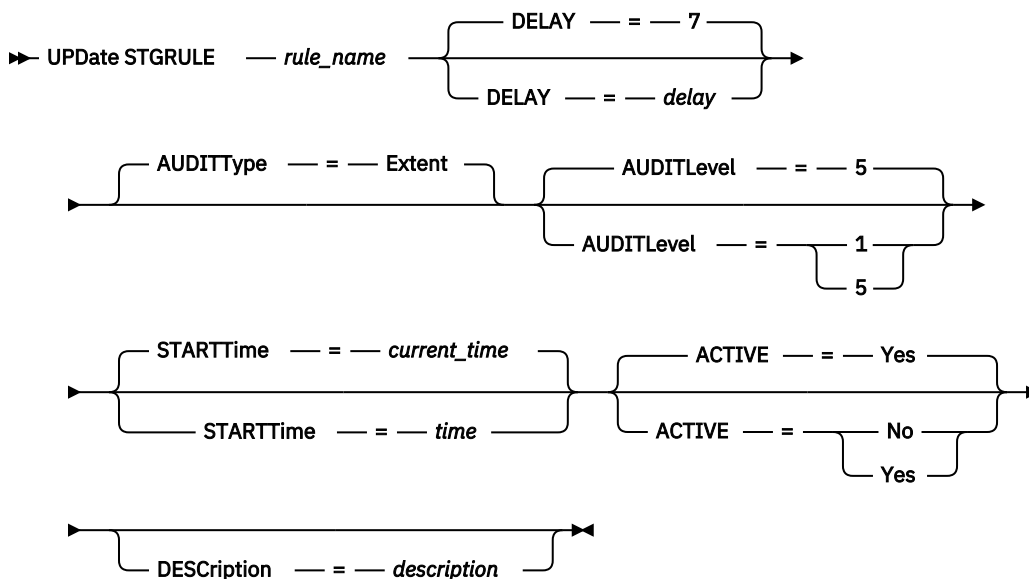 DELAY = 7
UPDate STGRULE rule_name
DELAY = delay
AUDITType = Extent
AUDITLevel = 5
AUDITLevel = 1
5
STARTTime = current_time
STARTTime = time
ACTIVE = Yes
ACTIVE = No
Yes
DESCription = description